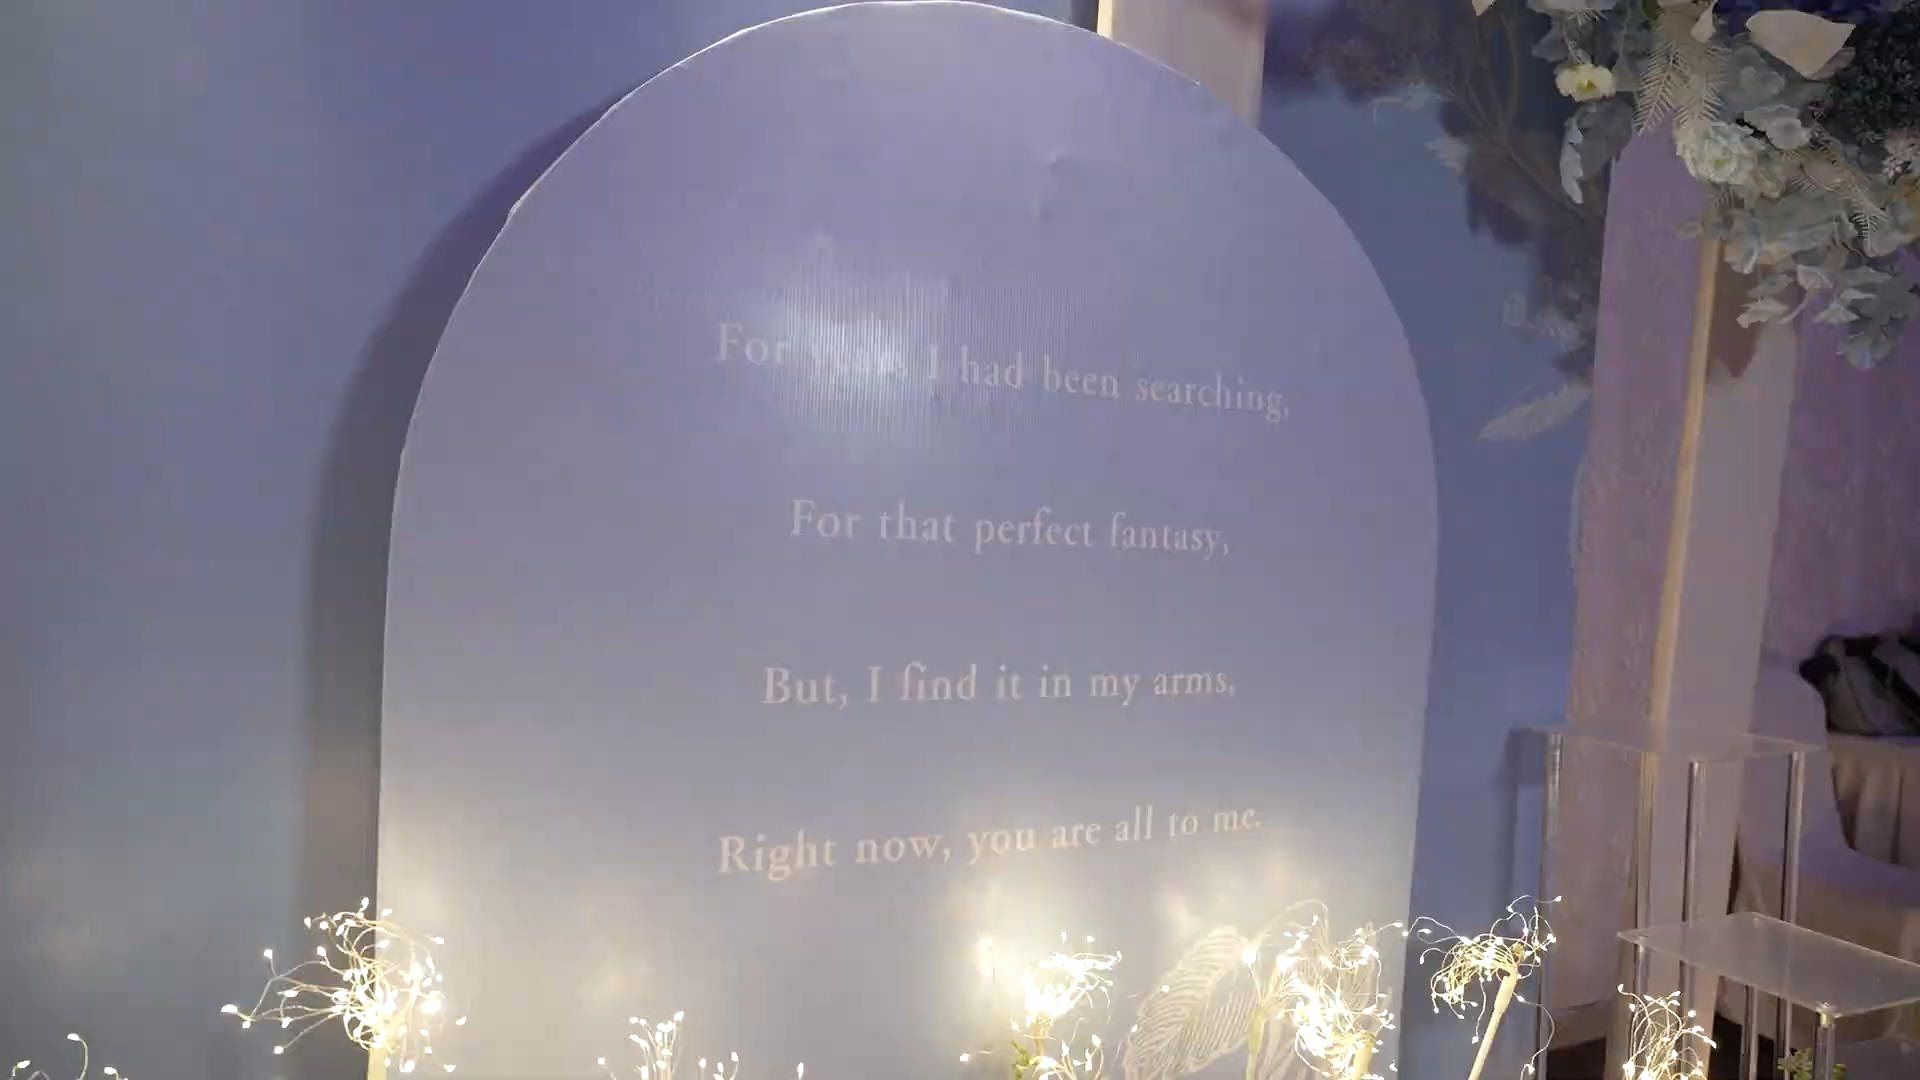 For years I had been searching,
For that perfect fantasy,
But, I find it in my arms,
Right now, you are all to me.